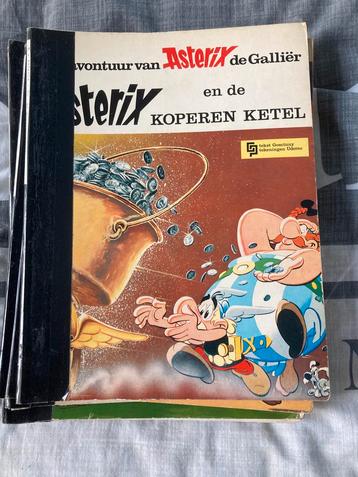 avontuur van Asterix de Galliër
sterix en de
KOPEREN KETEL
tekst Goscinny
tekeningen Uderzo